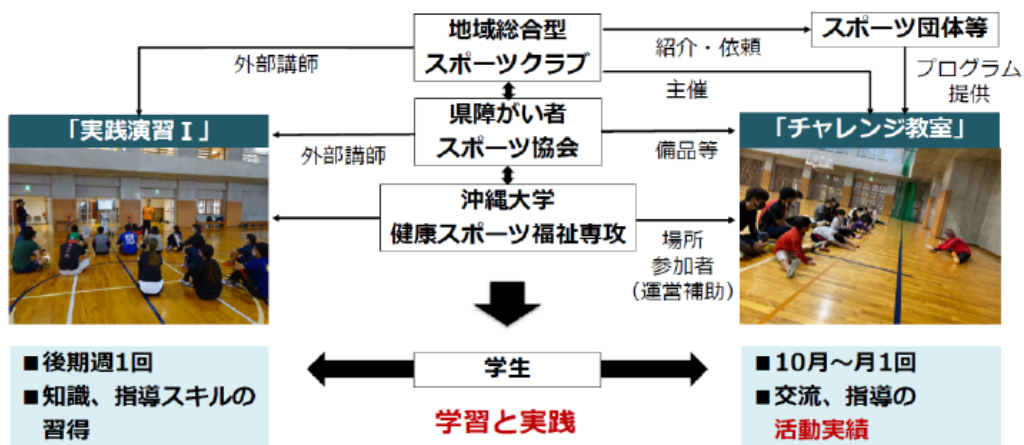 地域総合型
スポーツクラブ
スポーツ団体等
外部講師
紹介・依頼
プログラム
提供
主催
「実践演習Ⅰ」
県障がい者
スポーツ協会
「チャレンジ教室」
外部講師
備品等
沖縄大学
健康スポーツ福祉専攻
場所
参加者
(運営補助)
■後期週1回
■知識、指導スキルの
習得
学生
学習と実践
■10月～月1回
■交流、指導の
活動実績